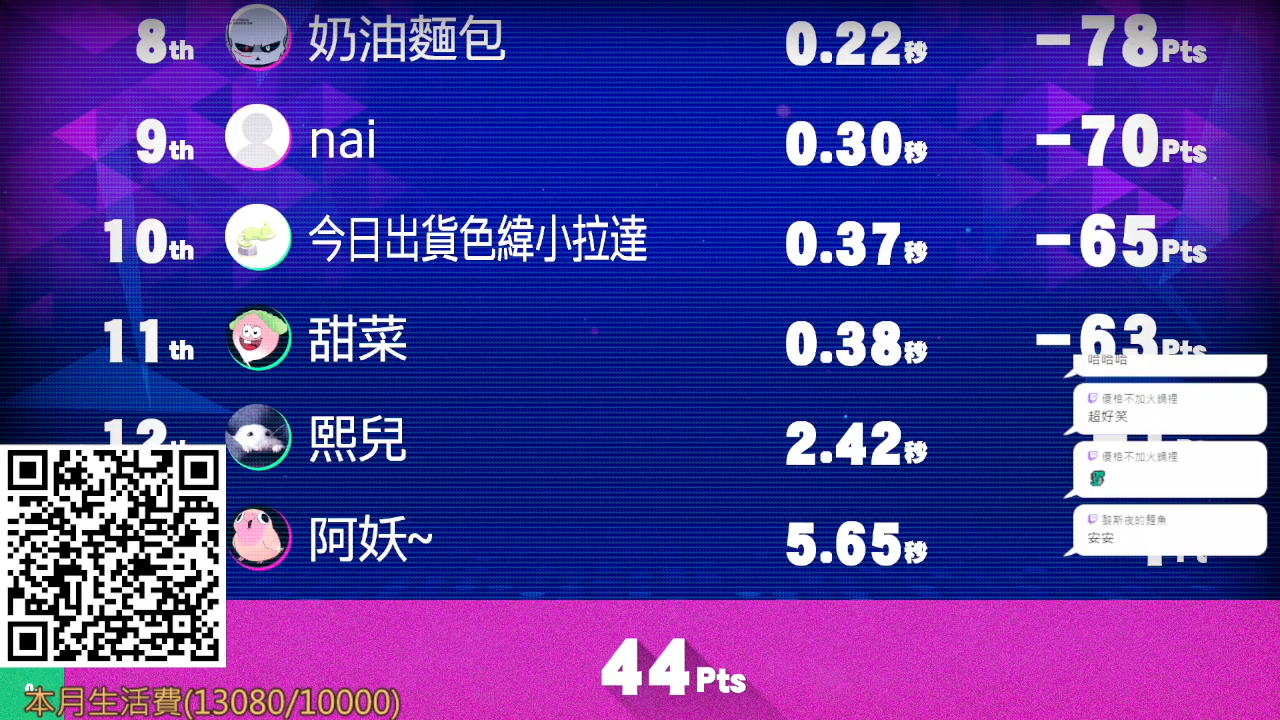 8th 奶油麵包 0.22秒 -78Pts
9th nai 0.30秒 -70Pts
10th 今日出貨色緯小拉達 0.37秒 -65Pts
11th 甜菜 0.38秒 -63Pts
哈哈哈
12th 熙兒 2.42秒
優格不加火鍋裡
超好笑
優格不加火鍋裡
阿妖~ 5.65秒
黎斯夜的鯉魚
安安
44Pts
本月生活費(13080/10000)